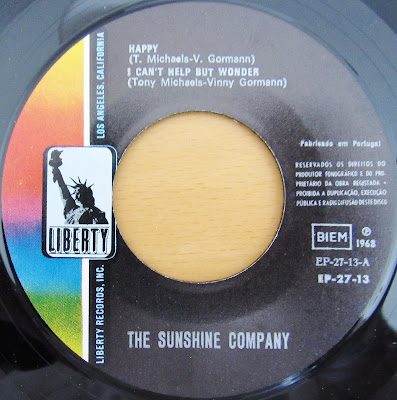 HAPPY
(T. Michaels-V. Gormann)
I CAN'T HELP BUT WONDER
(Tony Michaels-Vinny Gormann)
LOS ANGELES, CALIFORNIA
LIBERTY
LIBERTY RECORDS, INC.
Fabricado em Portugal
RESERVADOS OS DIREITOS DO
PRODUTOR FONOGRÁFICO E DO PRO-
PRIETÁRIO DA OBRA REGISTADA -
PROIBIDA A DUPLICAÇÃO, EXECUÇÃO
PÚBLICA E RADIODIFUSÃO DESTE DISCO
BIEM
℗
1968
EP-27-13-A
EP-27-13
THE SUNSHINE COMPANY